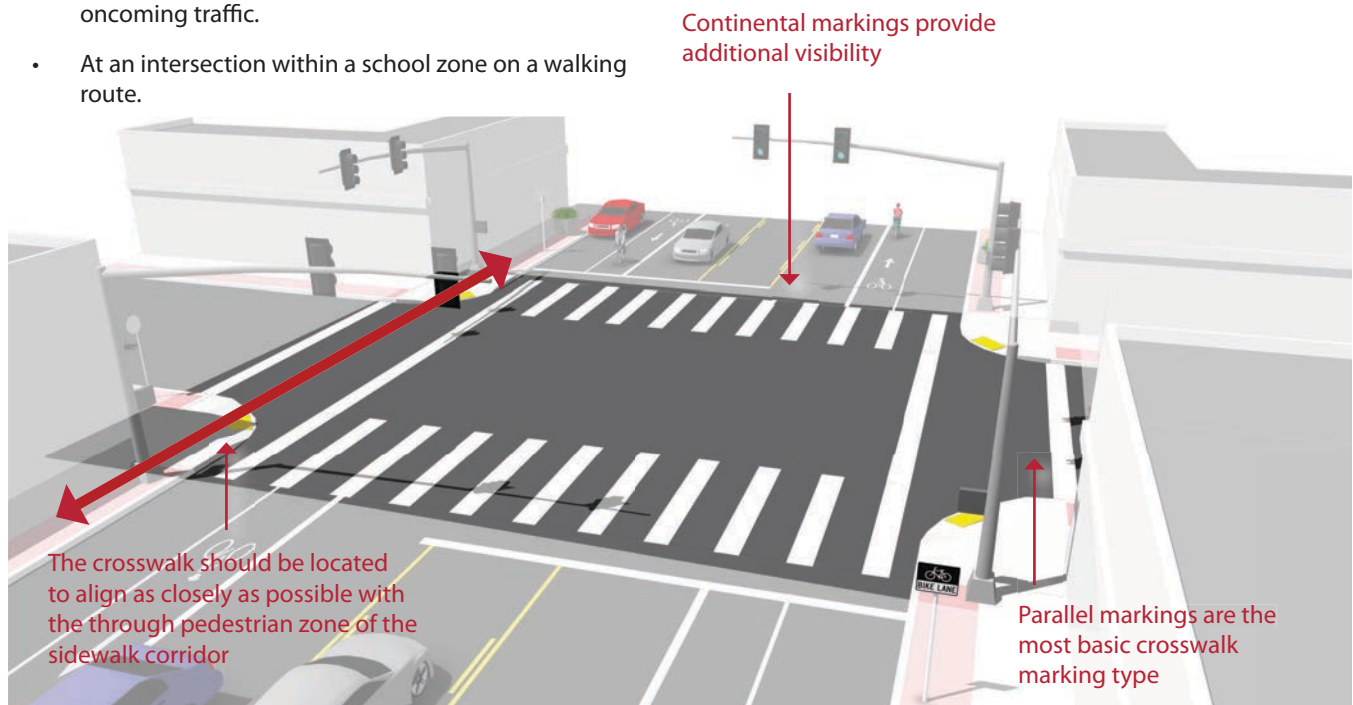 oncoming traffic.
• At an intersection within a school zone on a walking
route.
Continental markings provide
additional visibility
The crosswalk should be located
to align as closely as possible with
the through pedestrian zone of the
sidewalk corridor
BIKE LANE
Parallel markings are the
most basic crosswalk
marking type